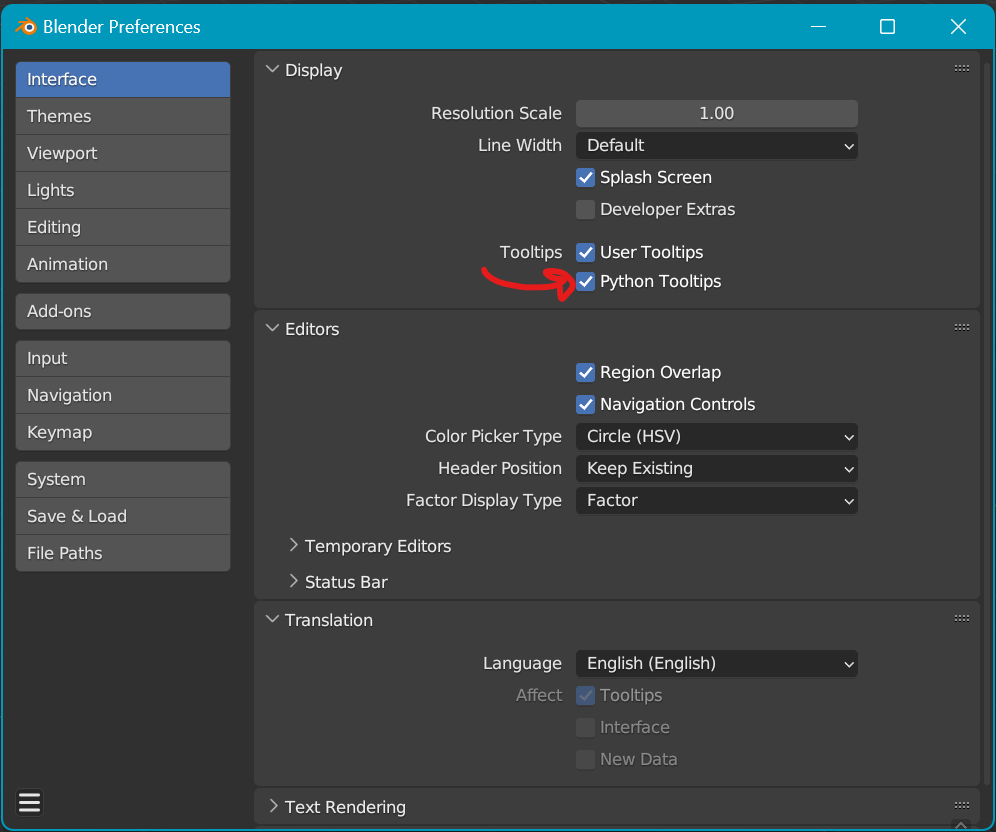 Blender Preferences
Interface
Themes
Viewport
Lights
Editing
Animation
Add-ons
Input
Navigation
Keymap
System
Save & Load
File Paths
Display
Resolution Scale 1.00
Line Width Default
Splash Screen
Developer Extras
Tooltips User Tooltips
Python Tooltips
Editors
Region Overlap
Navigation Controls
Color Picker Type Circle (HSV)
Header Position Keep Existing
Factor Display Type Factor
Temporary Editors
Status Bar
Translation
Language English (English)
Affect Tooltips
Interface
New Data
Text Rendering